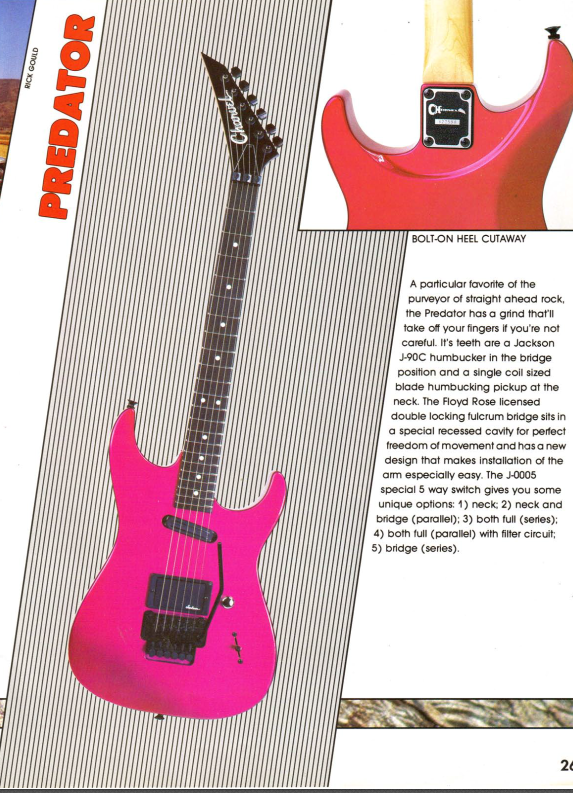 RICK GOULD
PREDATOR
Charvel
BOLT-ON HEEL CUTAWAY
A particular favorite of the
purveyor of straight ahead rock,
the Predator has a grind that'll
take off your fingers if you're not
careful. It's teeth are a Jackson
J-90C humbucker in the bridge
position and a single coil sized
blade humbucking pickup at the
neck. The Floyd Rose licensed
double locking fulcrum bridge sits in
a special recessed cavity for perfect
freedom of movement and has a new
design that makes installation of the
arm especially easy. The J-0005
special 5 way switch gives you some
unique options: 1) neck; 2) neck and
bridge (parallel); 3) both full (series);
4) both full (parallel) with filter circuit;
5) bridge (series).